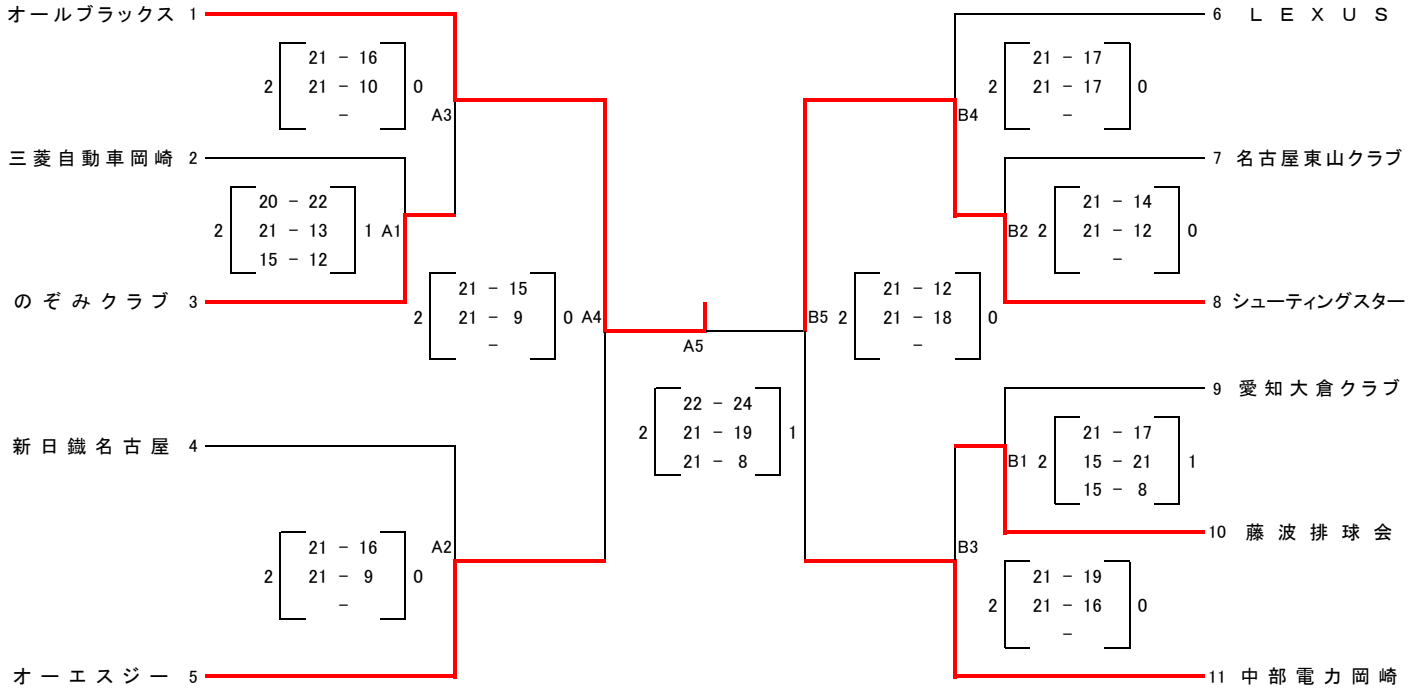 オールブラックス 1
21 - 16
2 21 - 10 0
-
A3
三菱自動車岡崎 2
20 - 22
2 21 - 13 1 A1
15 - 12
のぞみクラブ 3
21 - 15
2 21 - 9 0 A4
-
新日鐵名古屋 4
21 - 16
2 21 - 9 0
-
A2
オーエスジー 5
A5
22 - 24
2 21 - 19 1
21 - 8
6 ＬＥＸＵＳ
21 - 17
2 21 - 17 0
-
B4
7 名古屋東山クラブ
21 - 14
B2 2 21 - 12 0
-
8 シューティングスター
21 - 12
B5 2 21 - 18 0
-
9 愛知大倉クラブ
21 - 17
B1 2 15 - 21 1
15 - 8
10 藤波排球会
B3
21 - 19
2 21 - 16 0
-
11 中部電力岡崎